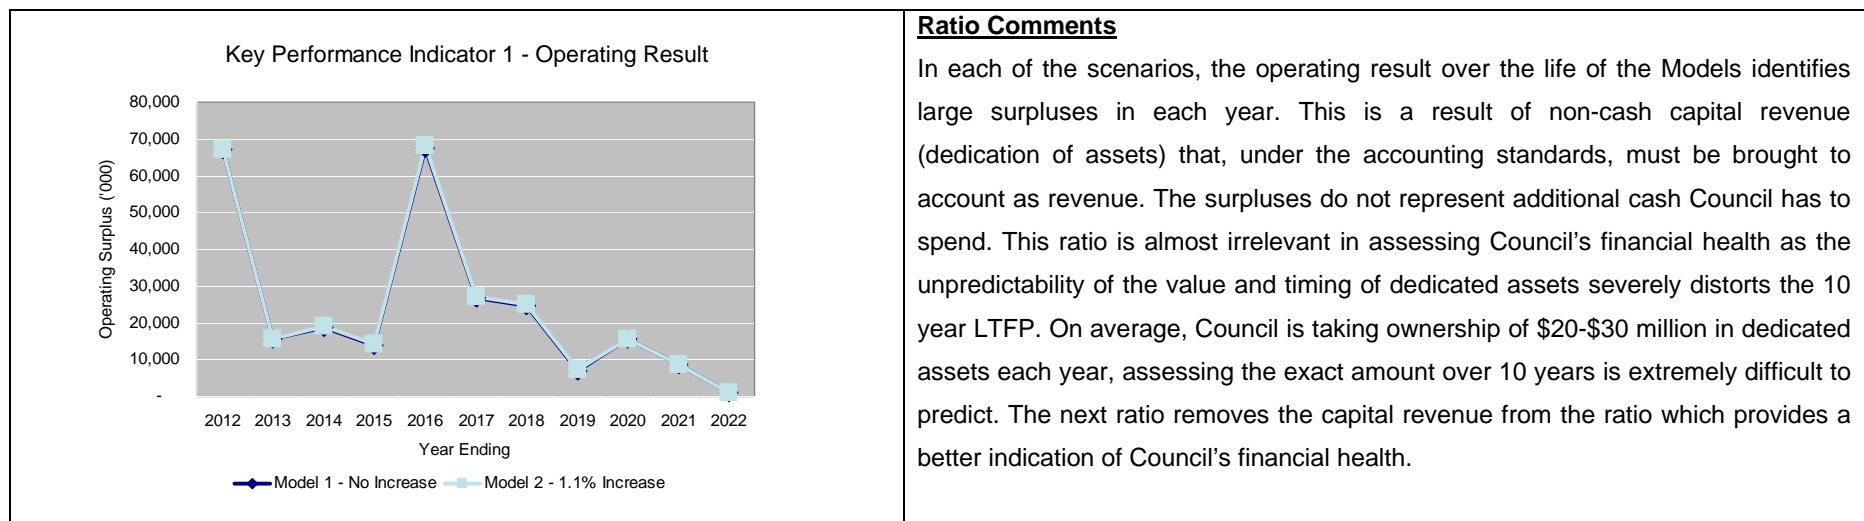 Key Performance Indicator 1 - Operating Result
80,000
70,000
60,000
50,000
40,000
30,000
20,000
10,000
-
Operating Surplus ('000)
2012 2013 2014 2015 2016 2017 2018 2019 2020 2021 2022
Year Ending
Model 1 - No Increase Model 2 - 1.1% Increase
Ratio Comments
In each of the scenarios, the operating result over the life of the Models identifies
large surpluses in each year. This is a result of non-cash capital revenue
(dedication of assets) that, under the accounting standards, must be brought to
account as revenue. The surpluses do not represent additional cash Council has to
spend. This ratio is almost irrelevant in assessing Council's financial health as the
unpredictability of the value and timing of dedicated assets severely distorts the 10
year LTFP. On average, Council is taking ownership of $20-$30 million in dedicated
assets each year, assessing the exact amount over 10 years is extremely difficult to
predict. The next ratio removes the capital revenue from the ratio which provides a
better indication of Council's financial health.